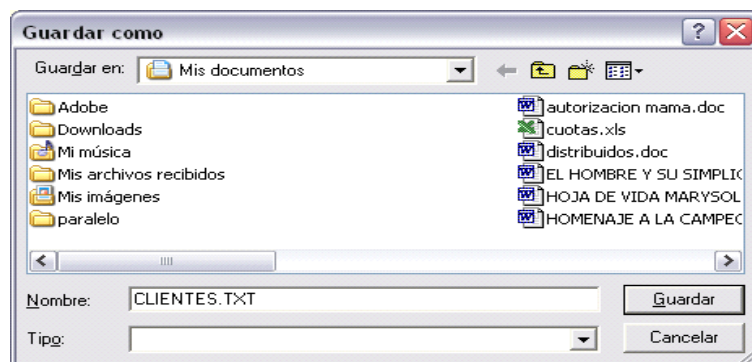 Guardar como
Guardar en: Mis documentos
Adobe
Downloads
Mi música
Mis archivos recibidos
Mis imágenes
paralelo
autorizacion mama.doc
cuotas.xls
distribuidos.doc
EL HOMBRE Y SU SIMPLIC
HOJA DE VIDA MARYSOL
HOMENAJE A LA CAMPEC
Nombre: CLIENTES.TXT Guardar
Tipo: Cancelar